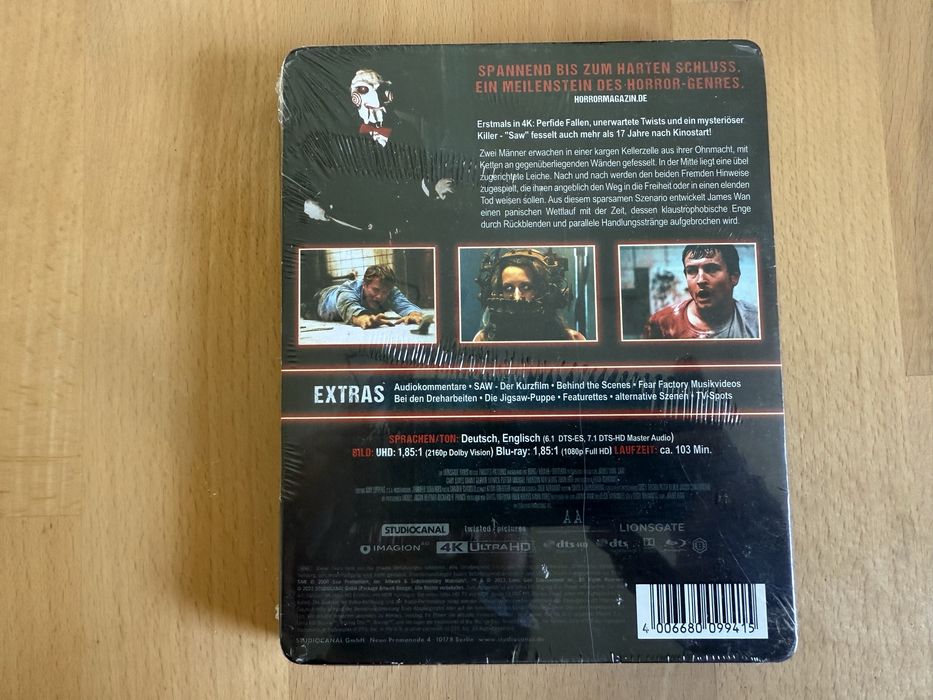 SPANNEND BIS ZUM HARTEN SCHLUSS.
EIN MEILENSTEIN DES HORROR-GENRES.
HORRORMAGAZIN.DE
Erstmals in 4K: Perfide Fallen, unerwartete Twists und ein mysteriöser
Killer - "Saw" fesselt auch mehr als 17 Jahre nach Kinostart!
Zwei Männer erwachen in einer kargen Kellerzelle aus ihrer Ohnmacht, mit
Ketten an gegenüberliegenden Wänden gefesselt. In der Mitte liegt eine übel
zugerichtete Leiche. Nach und nach werden den beiden Fremden Hinweise
zugespielt, die ihnen angeblich den Weg in die Freiheit oder in einen elenden
Tod weisen sollen. Aus diesem sparsamen Szenario entwickelt James Wan
einen panischen Wettlauf mit der Zeit, dessen klaustrophobische Enge
durch Rückblenden und parallele Handlungsstränge aufgebrochen wird.
EXTRAS
Audiokommentare • SAW - Der Kurzfilm • Behind the Scenes • Fear Factory Musikvideos
Bei den Dreharbeiten • Die Jigsaw-Puppe • Featurettes • alternative Szenen • TV-Spots
SPRACHEN/TON: Deutsch, Englisch (6.1 DTS-ES, 7.1 DTS-HD Master Audio)
BILD: UHD: 1,85:1 (2160p Dolby Vision) Blu-ray: 1,85:1 (1080p Full HD) LAUFZEIT: ca. 103 Min.
STUDIOCANAL twisted pictures LIONSGATE
IMAGION AG 4K ULTRA HD dts-HD dts
STUDIOCANAL GmbH, Neue Promenade 4, 10178 Berlin www.studiocanal.de
4 006680 099415